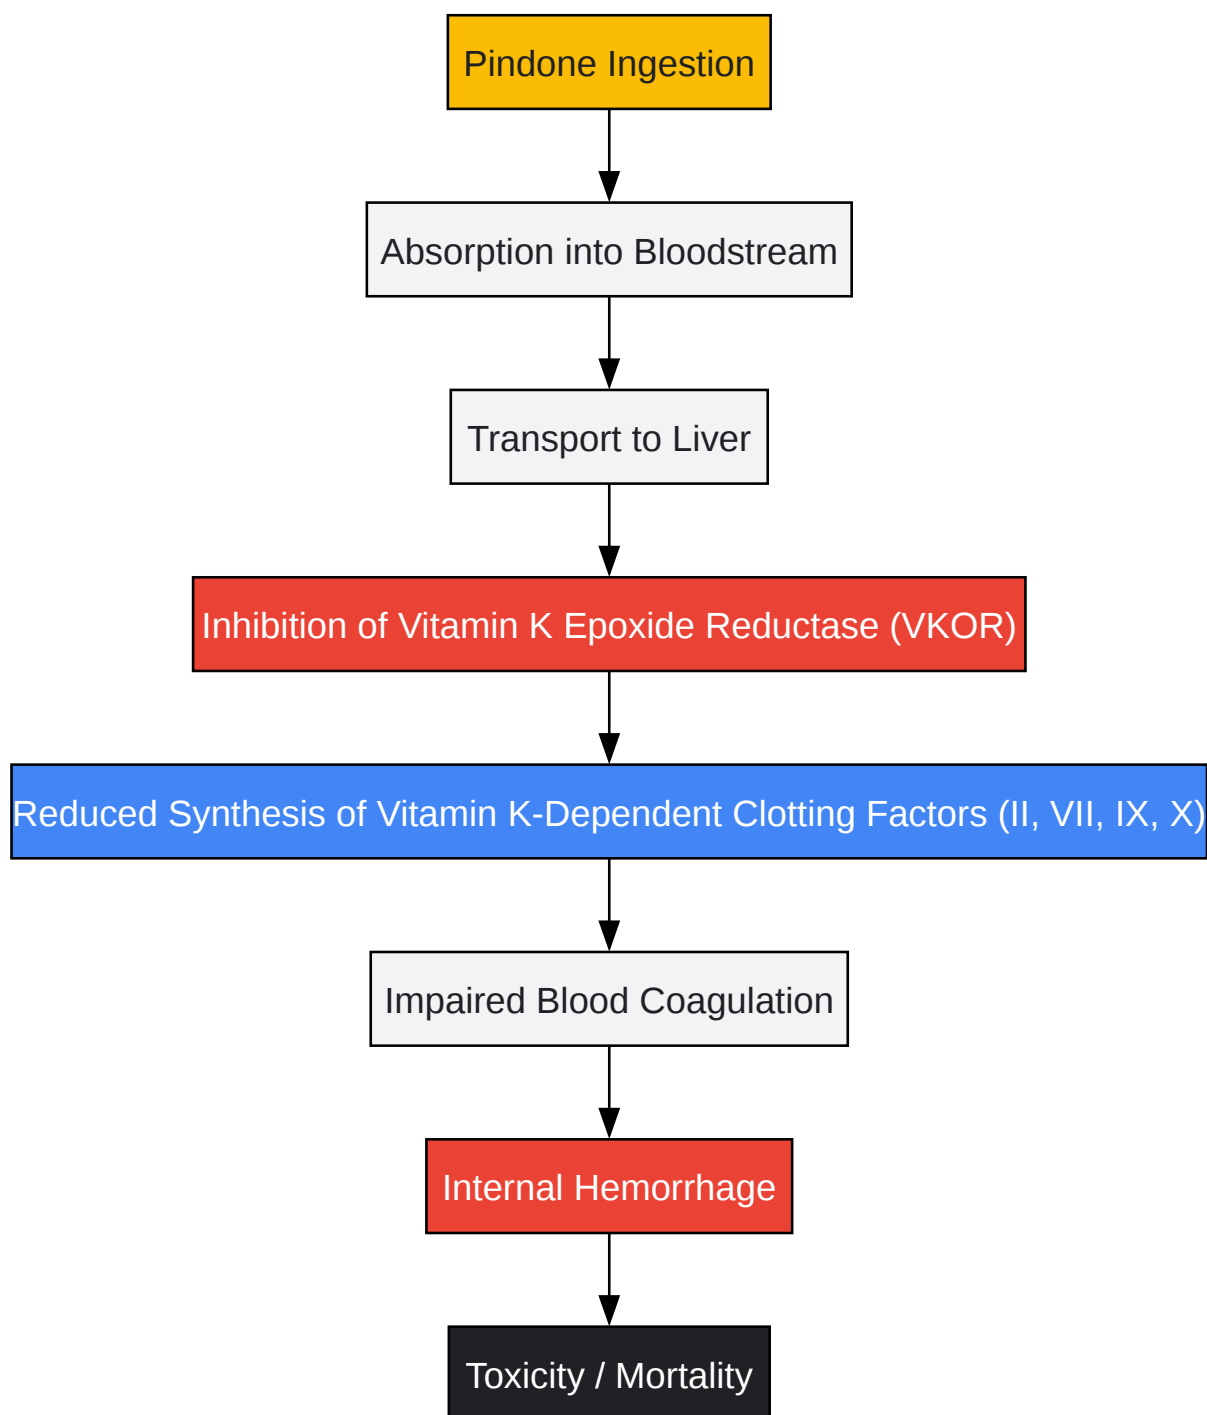 Pindone Ingestion
Absorption into Bloodstream
Transport to Liver
Inhibition of Vitamin K Epoxide Reductase (VKOR)
Reduced Synthesis of Vitamin K-Dependent Clotting Factors (II, VII, IX, X)
Impaired Blood Coagulation
Internal Hemorrhage
Toxicity / Mortality